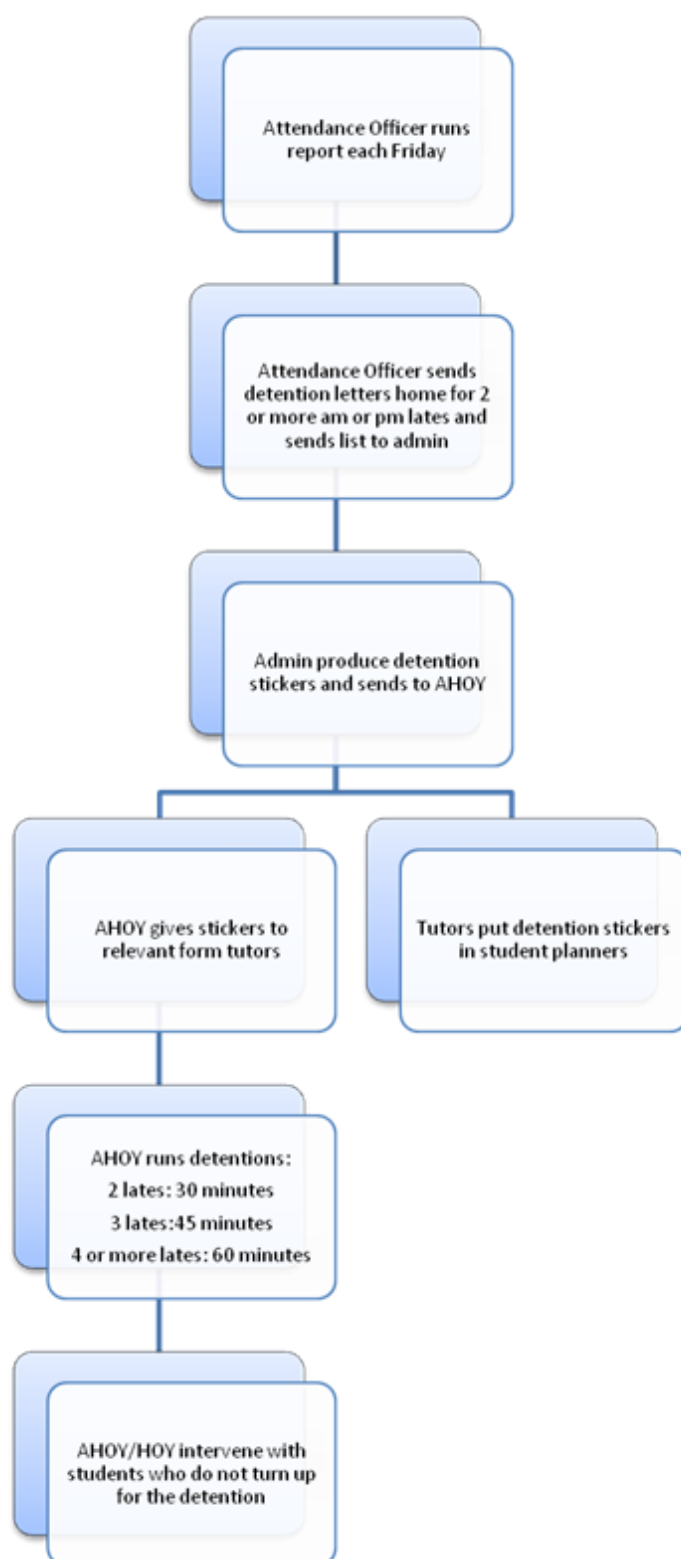 Attendance Officer runs
report each Friday
Attendance Officer sends
detention letters home for 2
or more am or pm lates and
sends list to admin
Admin produce detention
stickers and sends to AHOY
AHOY gives stickers to
relevant form tutors
Tutors put detention stickers
in student planners
AHOY runs detentions:
2 lates: 30 minutes
3 lates:45 minutes
4 or more lates: 60 minutes
AHOY/HOY intervene with
students who do not turn up
for the detention